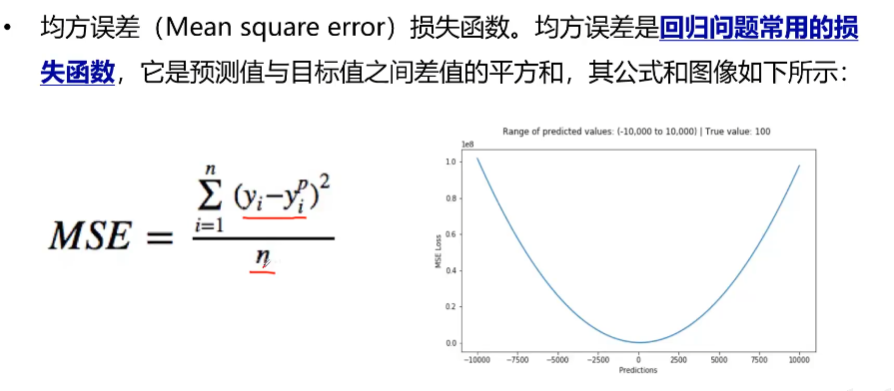 • 均方误差（Mean square error）损失函数。均方误差是回归问题常用的损
失函数，它是预测值与目标值之间差值的平方和，其公式和图像如下所示：
MSE = \frac{\sum_{i=1}^{n} (y_i - y_i^p)^2}{n}
Range of predicted values: (-10,000 to 10,000) | True value: 100
1e8
1.0
0.8
0.6
0.4
0.2
0.0
MSE Loss
−10000 −7500 −5000 −2500 0 2500 5000 7500 10000
Predictions